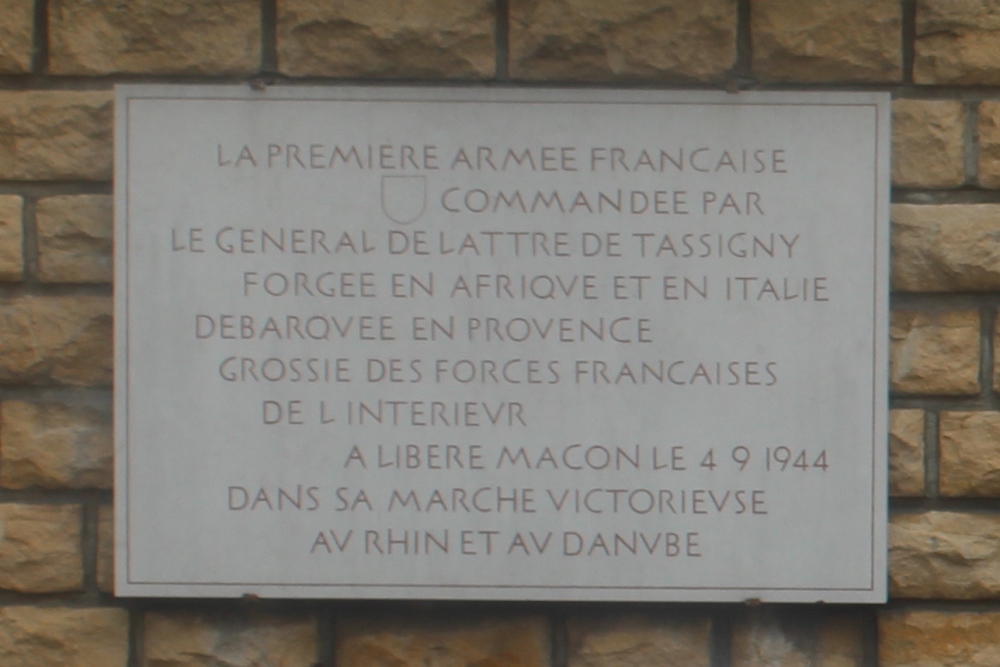 LA PREMIERE ARMEE FRANCAISE
COMMANDEE PAR
LE GENERAL DE LATTRE DE TASSIGNY
FORGEE EN AFRIQVE ET EN ITALIE
DEBARQVEE EN PROVENCE
GROSSIE DES FORCES FRANCAISES
DE L INTERIEVR
A LIBERE MACON LE 4 9 1944
DANS SA MARCHE VICTORIEVSE
AV RHIN ET AV DANVBE